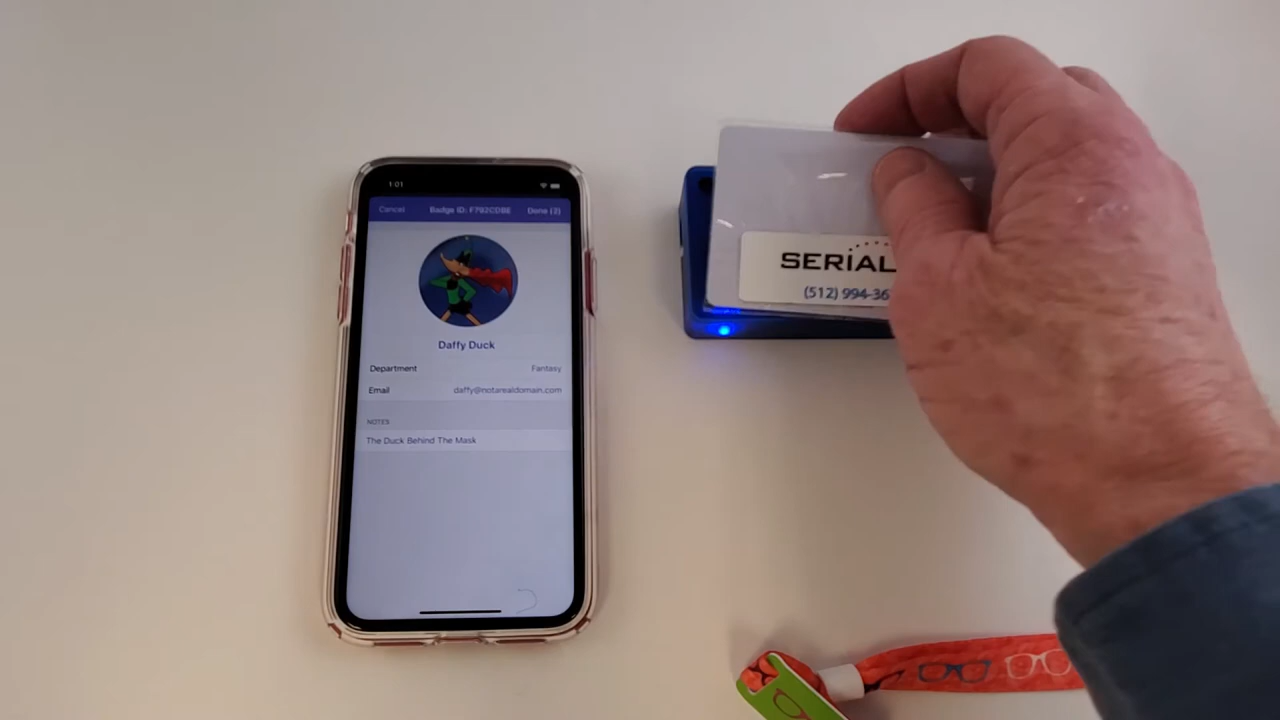 1:01
Cancel Badge ID: F792CDBE Done (2)
Daffy Duck
Department Fantasy
Email daffy@notarealdomain.com
NOTES
The Duck Behind The Mask
SERIAL
(512) 994-36